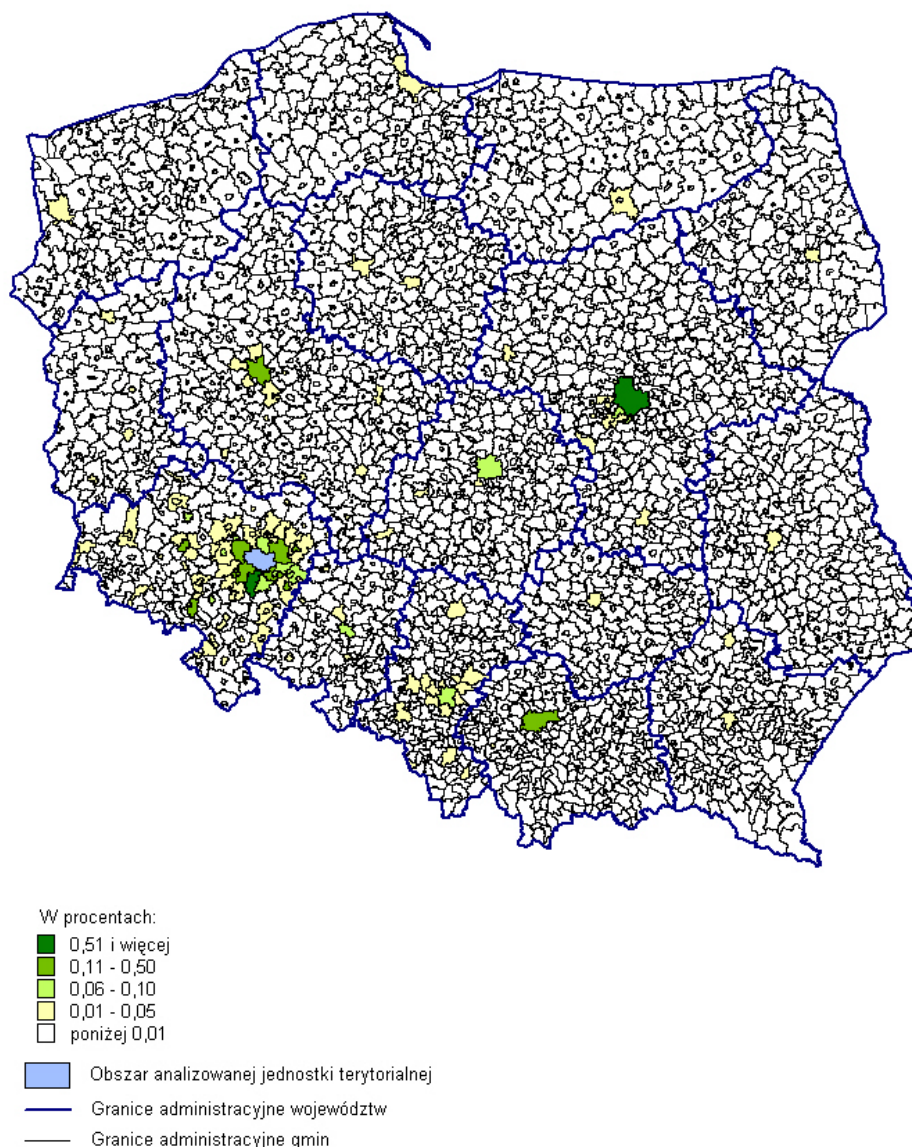 W procentach:
0,51 i więcej
0,11 - 0,50
0,06 - 0,10
0,01 - 0,05
poniżej 0,01
Obszar analizowanej jednostki terytorialnej
Granice administracyjne województw
Granice administracyjne gmin